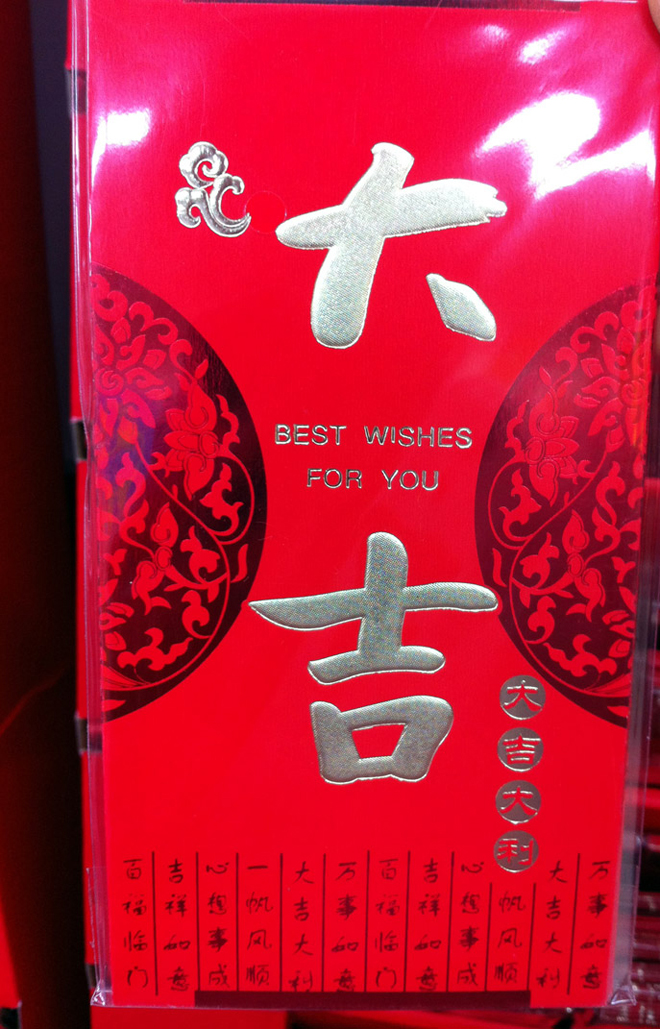 大吉
BEST WISHES
FOR YOU
大吉大利
万事如意
大吉大利
一帆风顺
心想事成
吉祥如意
百福临门
万事如意
大吉大利
一帆风顺
心想事成
吉祥如意
百福临门